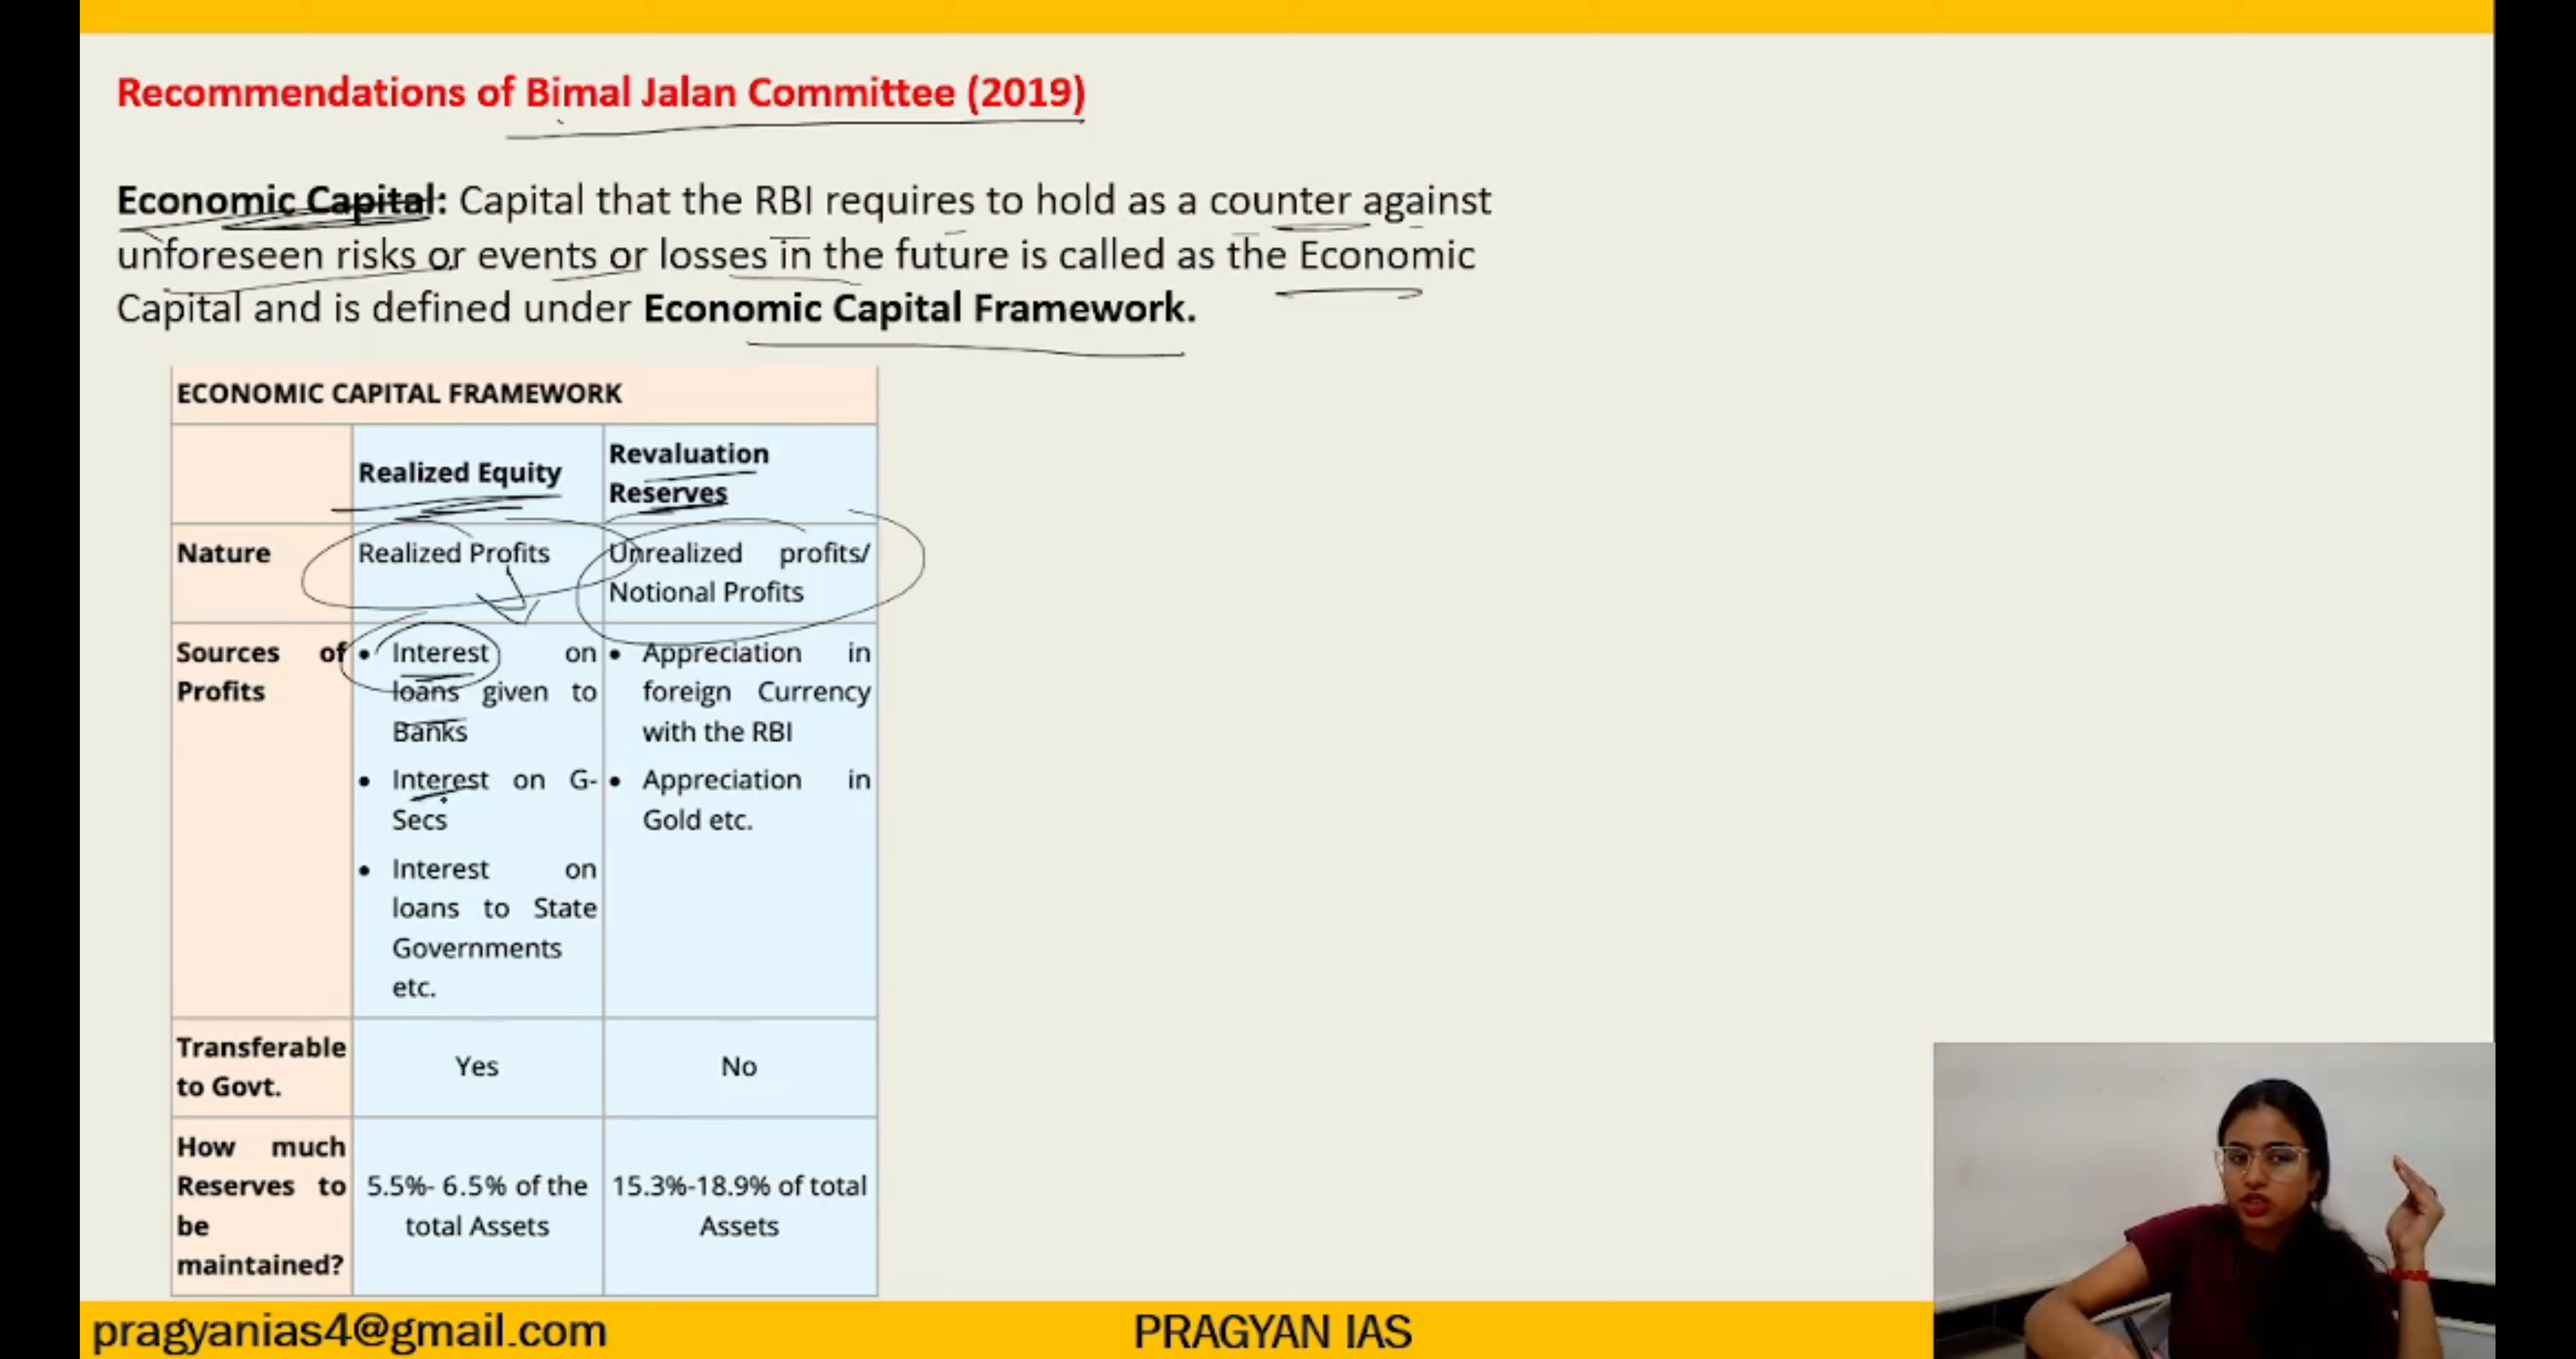 Recommendations of Bimal Jalan Committee (2019)
Economic Capital: Capital that the RBI requires to hold as a counter against
unforeseen risks or events or losses in the future is called as the Economic
Capital and is defined under Economic Capital Framework.
ECONOMIC CAPITAL FRAMEWORK
Realized Equity
Revaluation
Reserves
Nature
Realized Profits
Unrealized profits/
Notional Profits
Sources of
Profits
• Interest on
loans given to
Banks
• Interest on G-
Secs
• Interest on
loans to State
Governments
etc.
• Appreciation in
foreign Currency
with the RBI
• Appreciation in
Gold etc.
Transferable
to Govt.
Yes
No
How much
Reserves to
be
maintained?
5.5%- 6.5% of the
total Assets
15.3%-18.9% of total
Assets
pragyanias4@gmail.com
PRAGYAN IAS